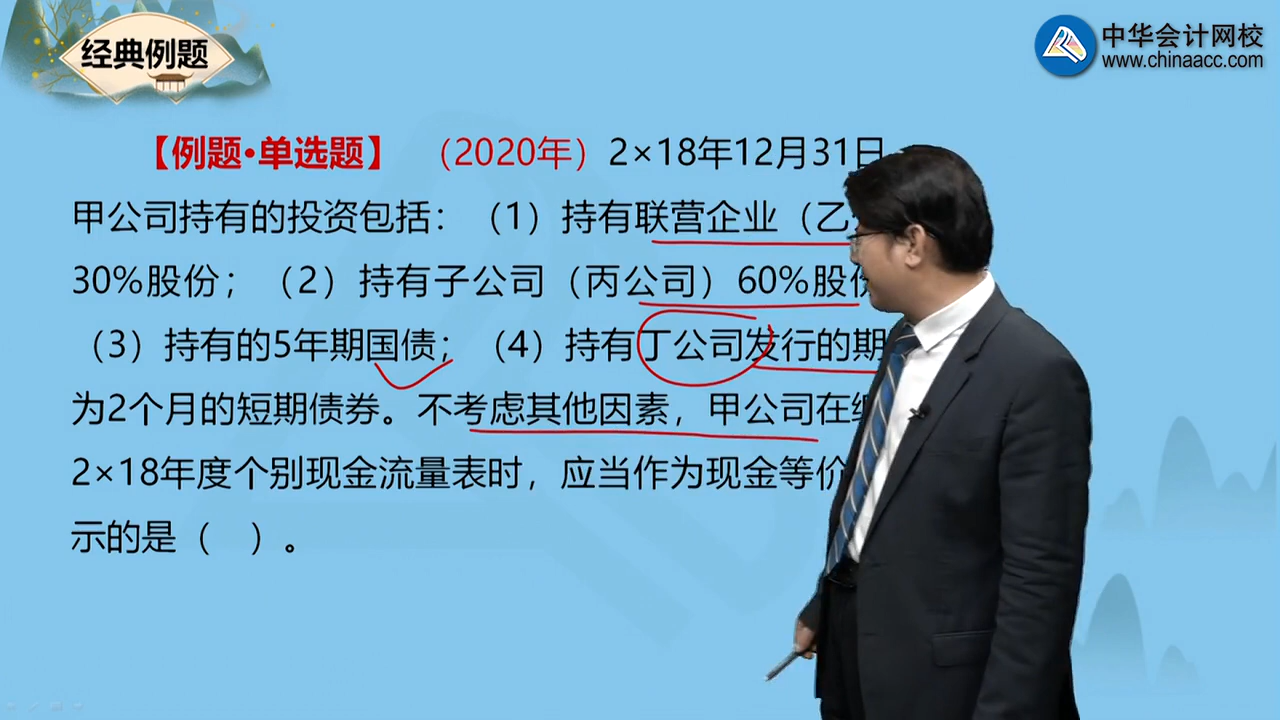 经典例题
中华会计网校
www.chinaacc.com
【例题•单选题】（2020年）2×18年12月31日
甲公司持有的投资包括：（1）持有联营企业（乙
30%股份；（2）持有子公司（丙公司）60%股份
（3）持有的5年期国债；（4）持有丁公司发行的期
为2个月的短期债券。不考虑其他因素，甲公司在编
2×18年度个别现金流量表时，应当作为现金等价
示的是（ ）。